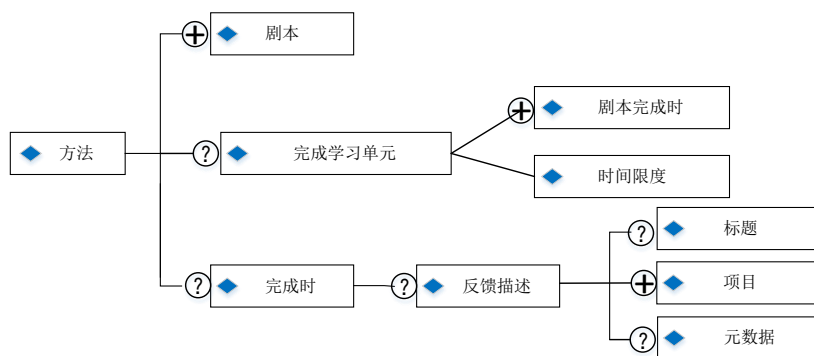 剧本
方法
完成学习单元
剧本完成时
时间限度
完成时
反馈描述
标题
项目
元数据
+
?
+
?
?
?
+
?